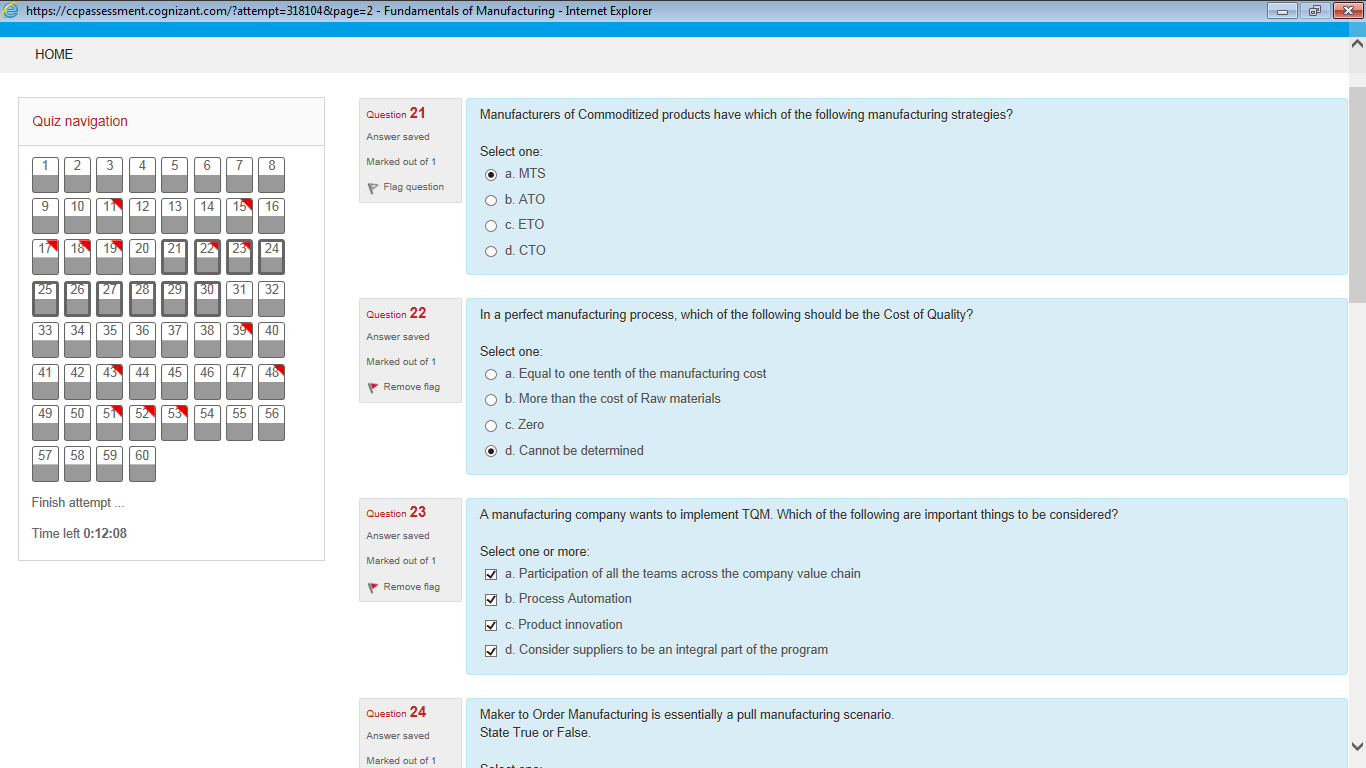 https://ccpassessment.cognizant.com/?attempt=318104&page=2 - Fundamentals of Manufacturing - Internet Explorer
HOME
Quiz navigation
1 2 3 4 5 6 7 8
9 10 11 12 13 14 15 16
17 18 19 20 21 22 23 24
25 26 27 28 29 30 31 32
33 34 35 36 37 38 39 40
41 42 43 44 45 46 47 48
49 50 51 52 53 54 55 56
57 58 59 60
Finish attempt ...
Time left 0:12:08
Question 21
Answer saved
Marked out of 1
Flag question
Manufacturers of Commoditized products have which of the following manufacturing strategies?
Select one:
a. MTS
b. ATO
c. ETO
d. CTO
Question 22
Answer saved
Marked out of 1
Remove flag
In a perfect manufacturing process, which of the following should be the Cost of Quality?
Select one:
a. Equal to one tenth of the manufacturing cost
b. More than the cost of Raw materials
c. Zero
d. Cannot be determined
Question 23
Answer saved
Marked out of 1
Remove flag
A manufacturing company wants to implement TQM. Which of the following are important things to be considered?
Select one or more:
a. Participation of all the teams across the company value chain
b. Process Automation
c. Product innovation
d. Consider suppliers to be an integral part of the program
Question 24
Answer saved
Marked out of 1
Maker to Order Manufacturing is essentially a pull manufacturing scenario.
State True or False.
Select one: